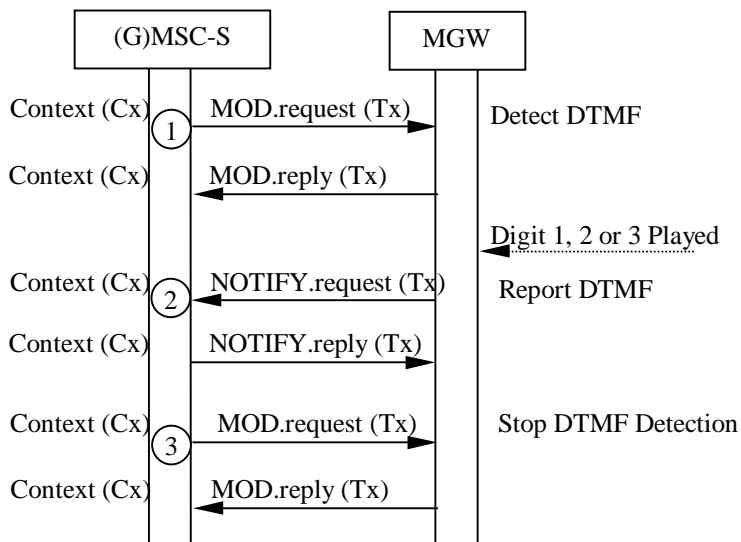 (G)MSC-S MGW
Context (Cx) 1 MOD.request (Tx) Detect DTMF
Context (Cx) MOD.reply (Tx)
Digit 1, 2 or 3 Played
Context (Cx) 2 NOTIFY.request (Tx) Report DTMF
Context (Cx) NOTIFY.reply (Tx)
Context (Cx) 3 MOD.request (Tx) Stop DTMF Detection
Context (Cx) MOD.reply (Tx)